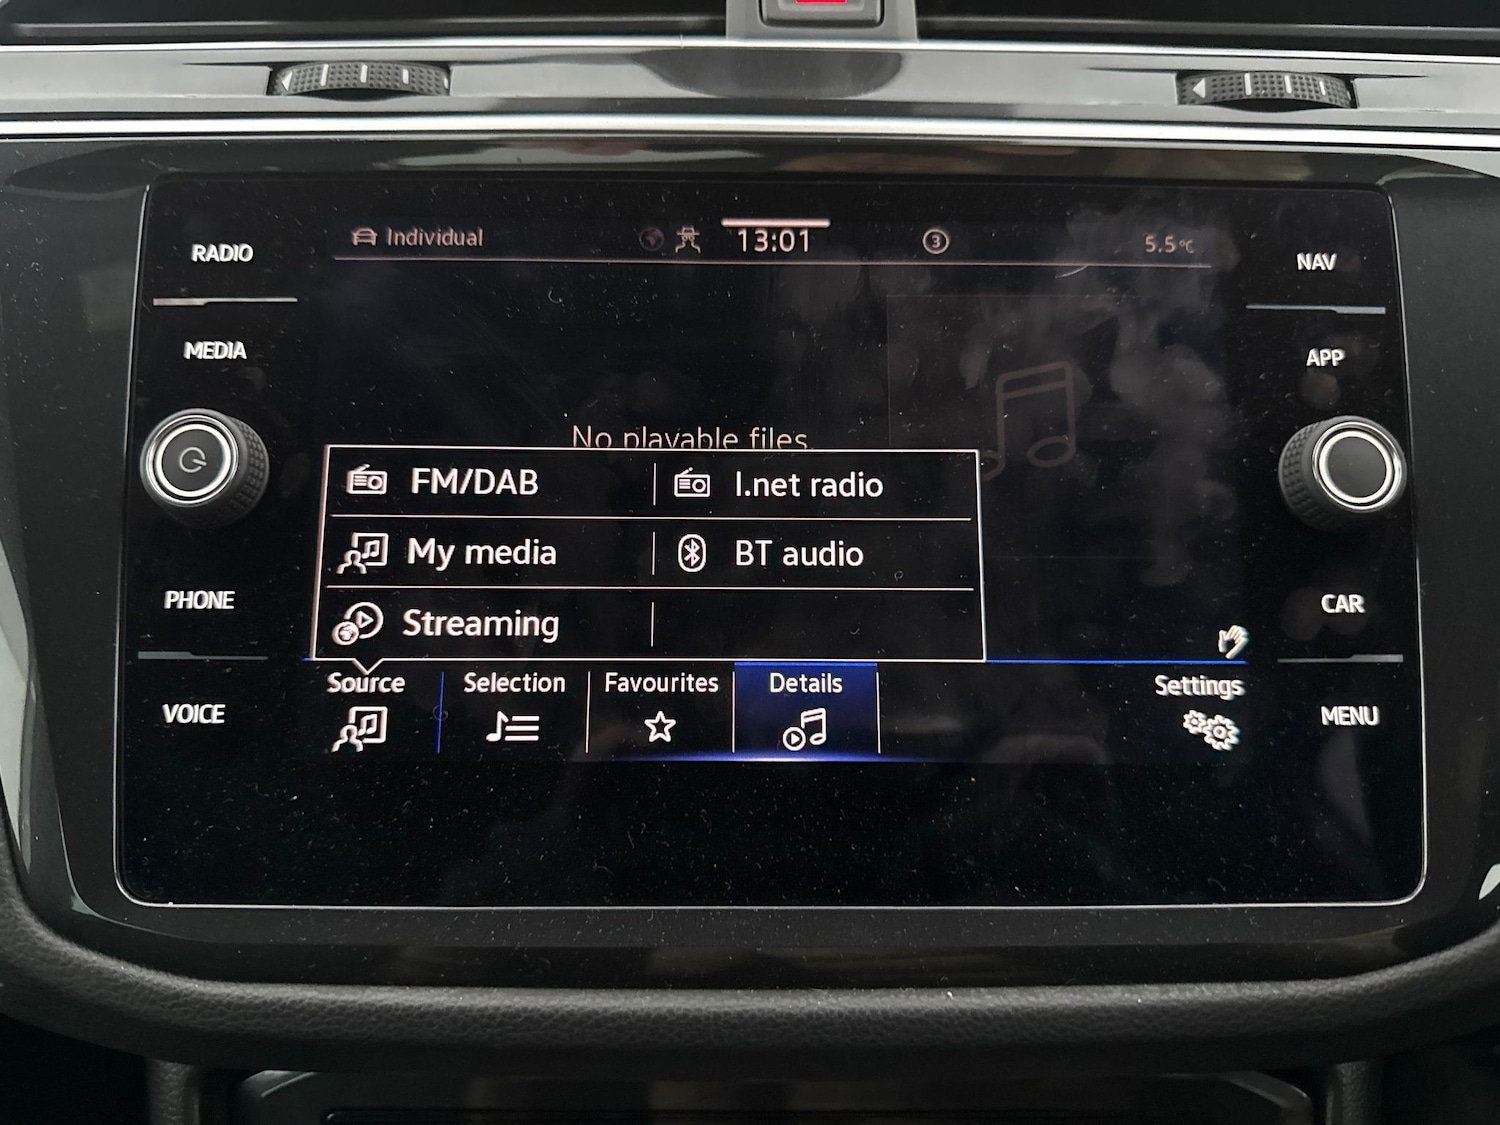 RADIO
MEDIA
PHONE
VOICE
Individual
13:01
3
5.5°C
No playable files.
FM/DAB
I.net radio
My media
BT audio
Streaming
Source
Selection
Favourites
Details
Settings
NAV
APP
CAR
MENU